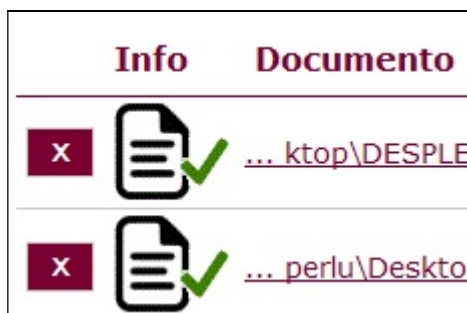 Info Documento
X ... ktop\DESPLE
X ... perlu\Deskto